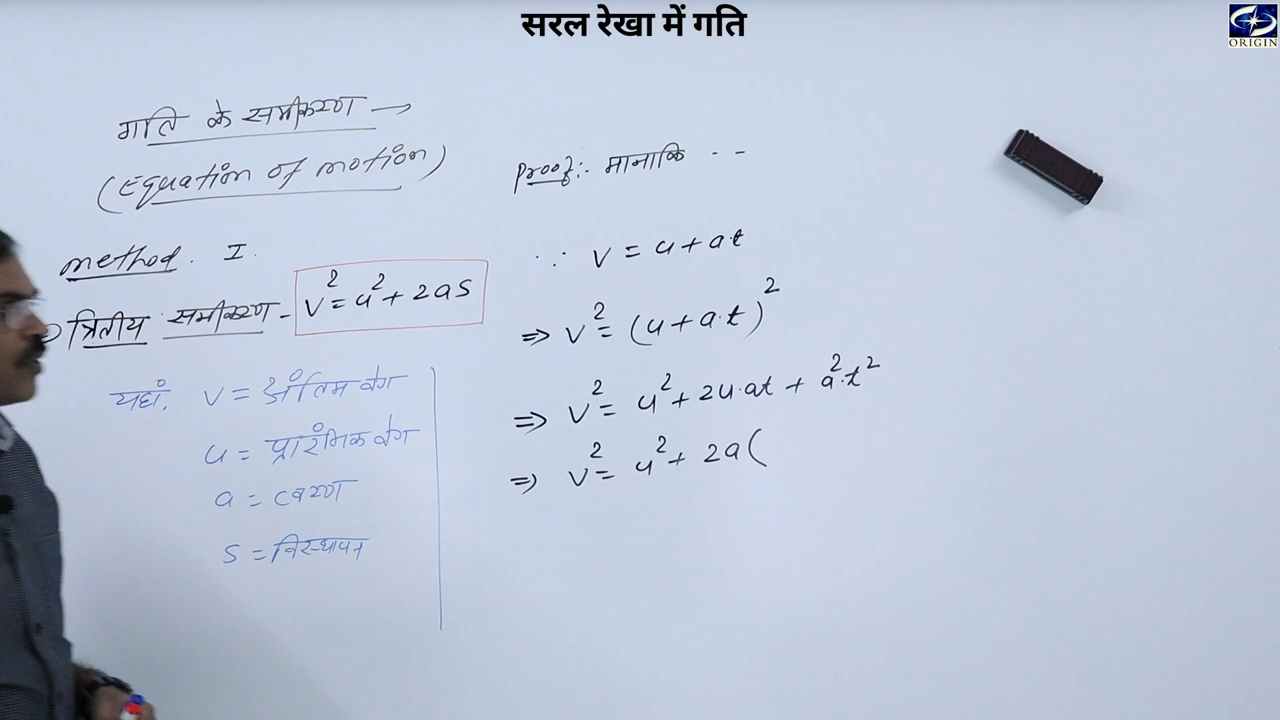 सरल रेखा में गति
ORIGIN
गति के समीकरण →
(Equation of motion)
method. I.
त्रितीय समीकरण - v² = u² + 2as
यहाँ, v = अंतिम वेग
u = प्रारंभिक वेग
a = त्वरण
s = विस्थापन
Proof:- माना कि - -
∵ v = u + a.t
⇒ v² = (u + a.t)²
⇒ v² = u² + 2u.at + a².t²
⇒ v² = u² + 2a(